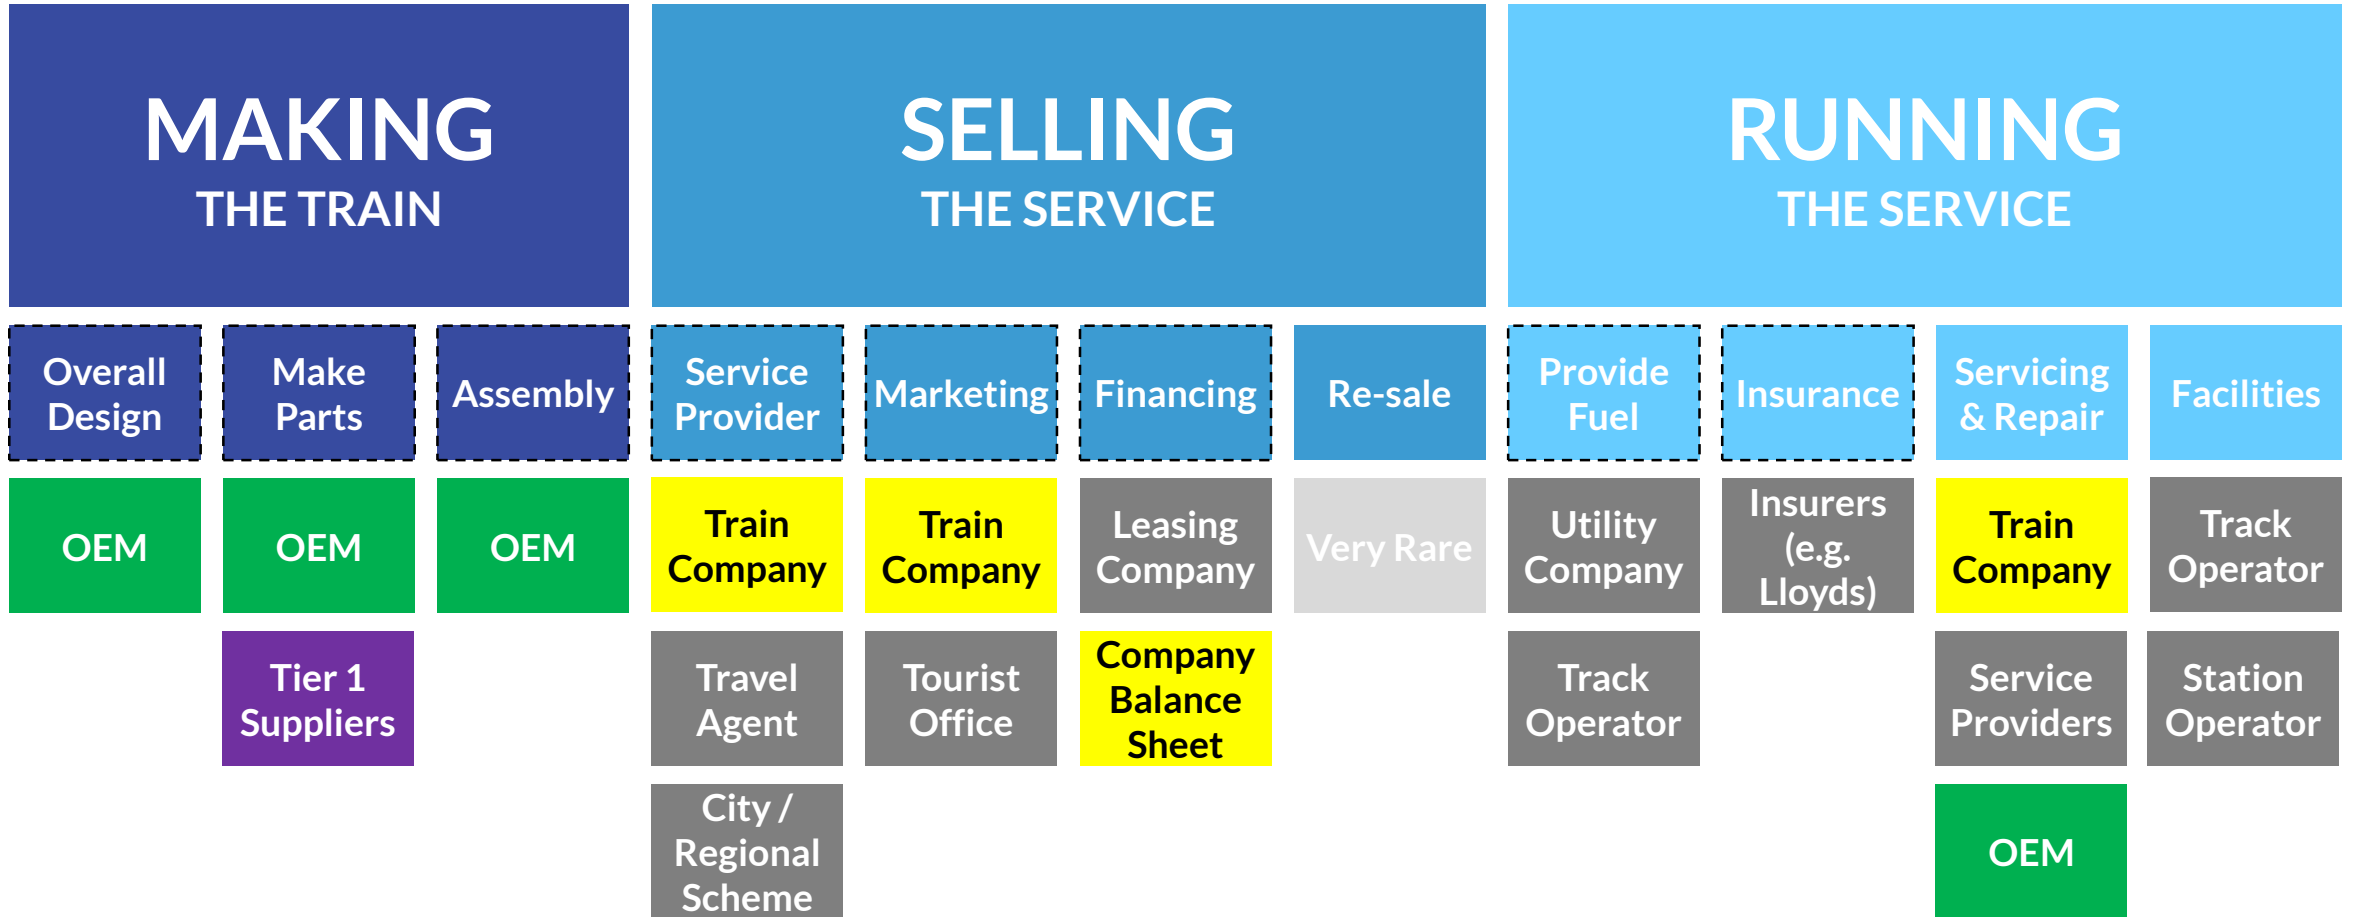 MAKING
THE TRAIN
SELLING
THE SERVICE
RUNNING
THE SERVICE
Overall
Design
Make
Parts
Assembly
Service
Provider
Marketing
Financing
Re-sale
Provide
Fuel
Insurance
Servicing
& Repair
Facilities
OEM
OEM
OEM
Train
Company
Train
Company
Leasing
Company
Very Rare
Utility
Company
Insurers
(e.g.
Lloyds)
Train
Company
Track
Operator
Tier 1
Suppliers
Travel
Agent
Tourist
Office
Company
Balance
Sheet
Track
Operator
Service
Providers
Station
Operator
City /
Regional
Scheme
OEM